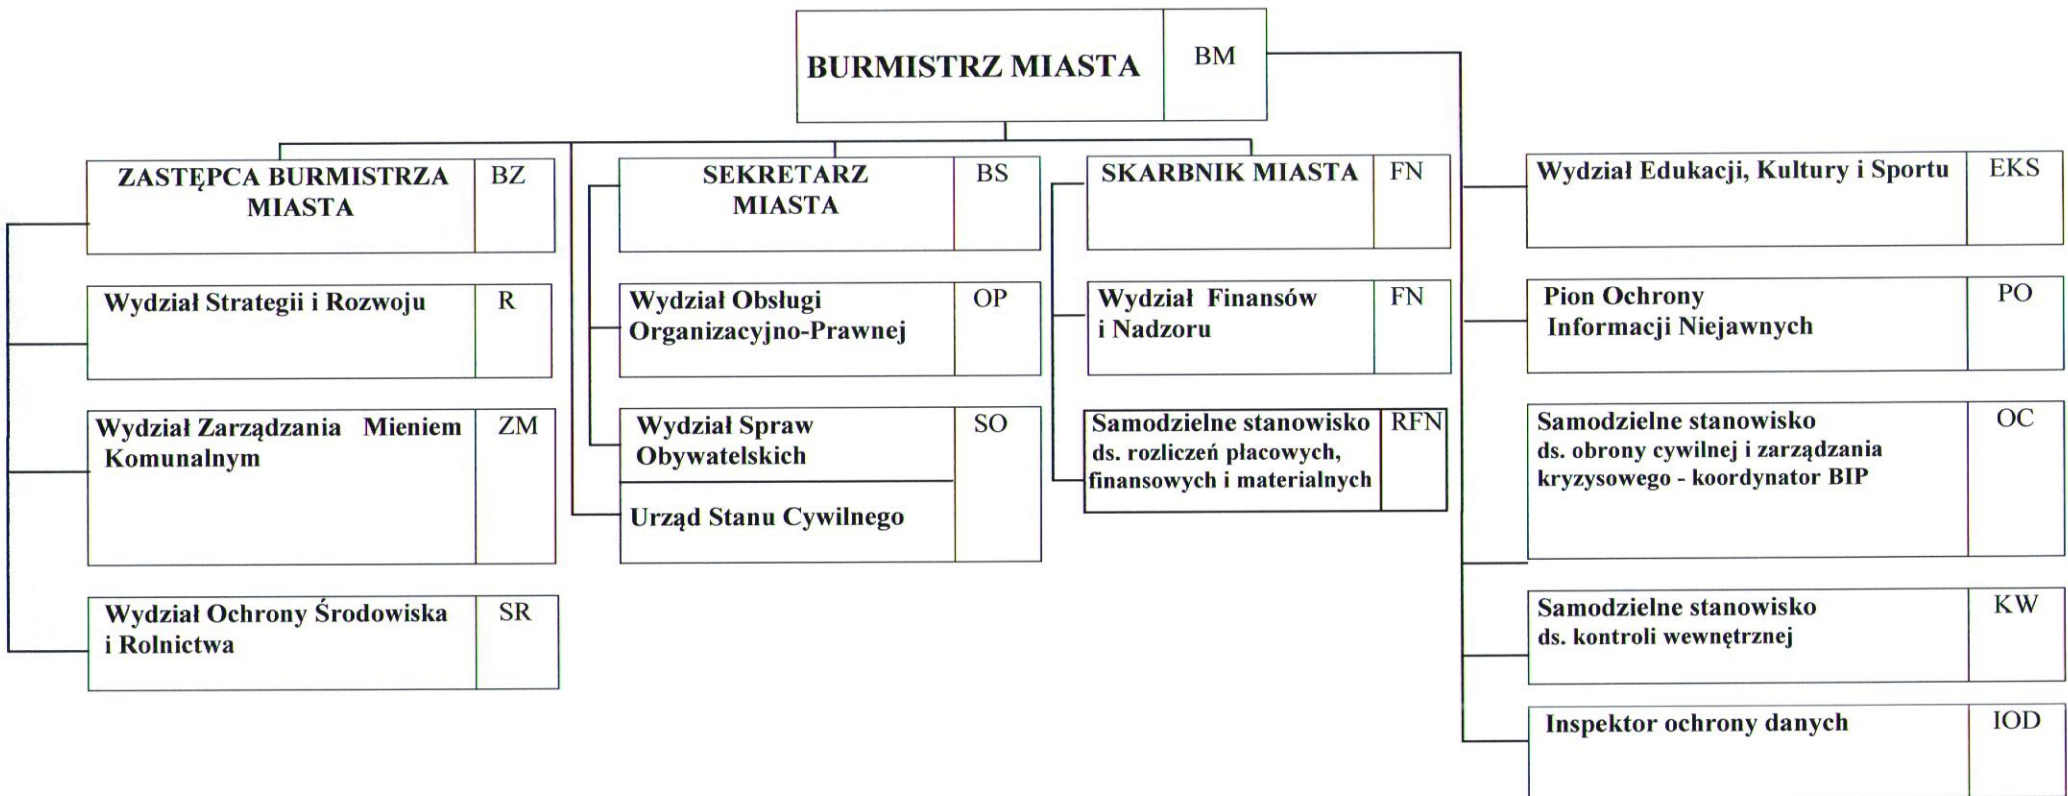 BURMISTRZ MIASTA BM
ZASTĘPCA BURMISTRZA BZ
MIASTA
Wydział Strategii i Rozwoju R
Wydział Zarządzania Mieniem ZM
Komunalnym
Wydział Ochrony Środowiska SR
i Rolnictwa
SEKRETARZ BS
MIASTA
Wydział Obsługi OP
Organizacyjno-Prawnej
Wydział Spraw SO
Obywatelskich
Urząd Stanu Cywilnego
SKARBNIK MIASTA FN
Wydział Finansów FN
i Nadzoru
Samodzielne stanowisko RFN
ds. rozliczeń płacowych,
finansowych i materialnych
Wydział Edukacji, Kultury i Sportu EKS
Pion Ochrony PO
Informacji Niejawnych
Samodzielne stanowisko OC
ds. obrony cywilnej i zarządzania
kryzysowego - koordynator BIP
Samodzielne stanowisko KW
ds. kontroli wewnętrznej
Inspektor ochrony danych IOD